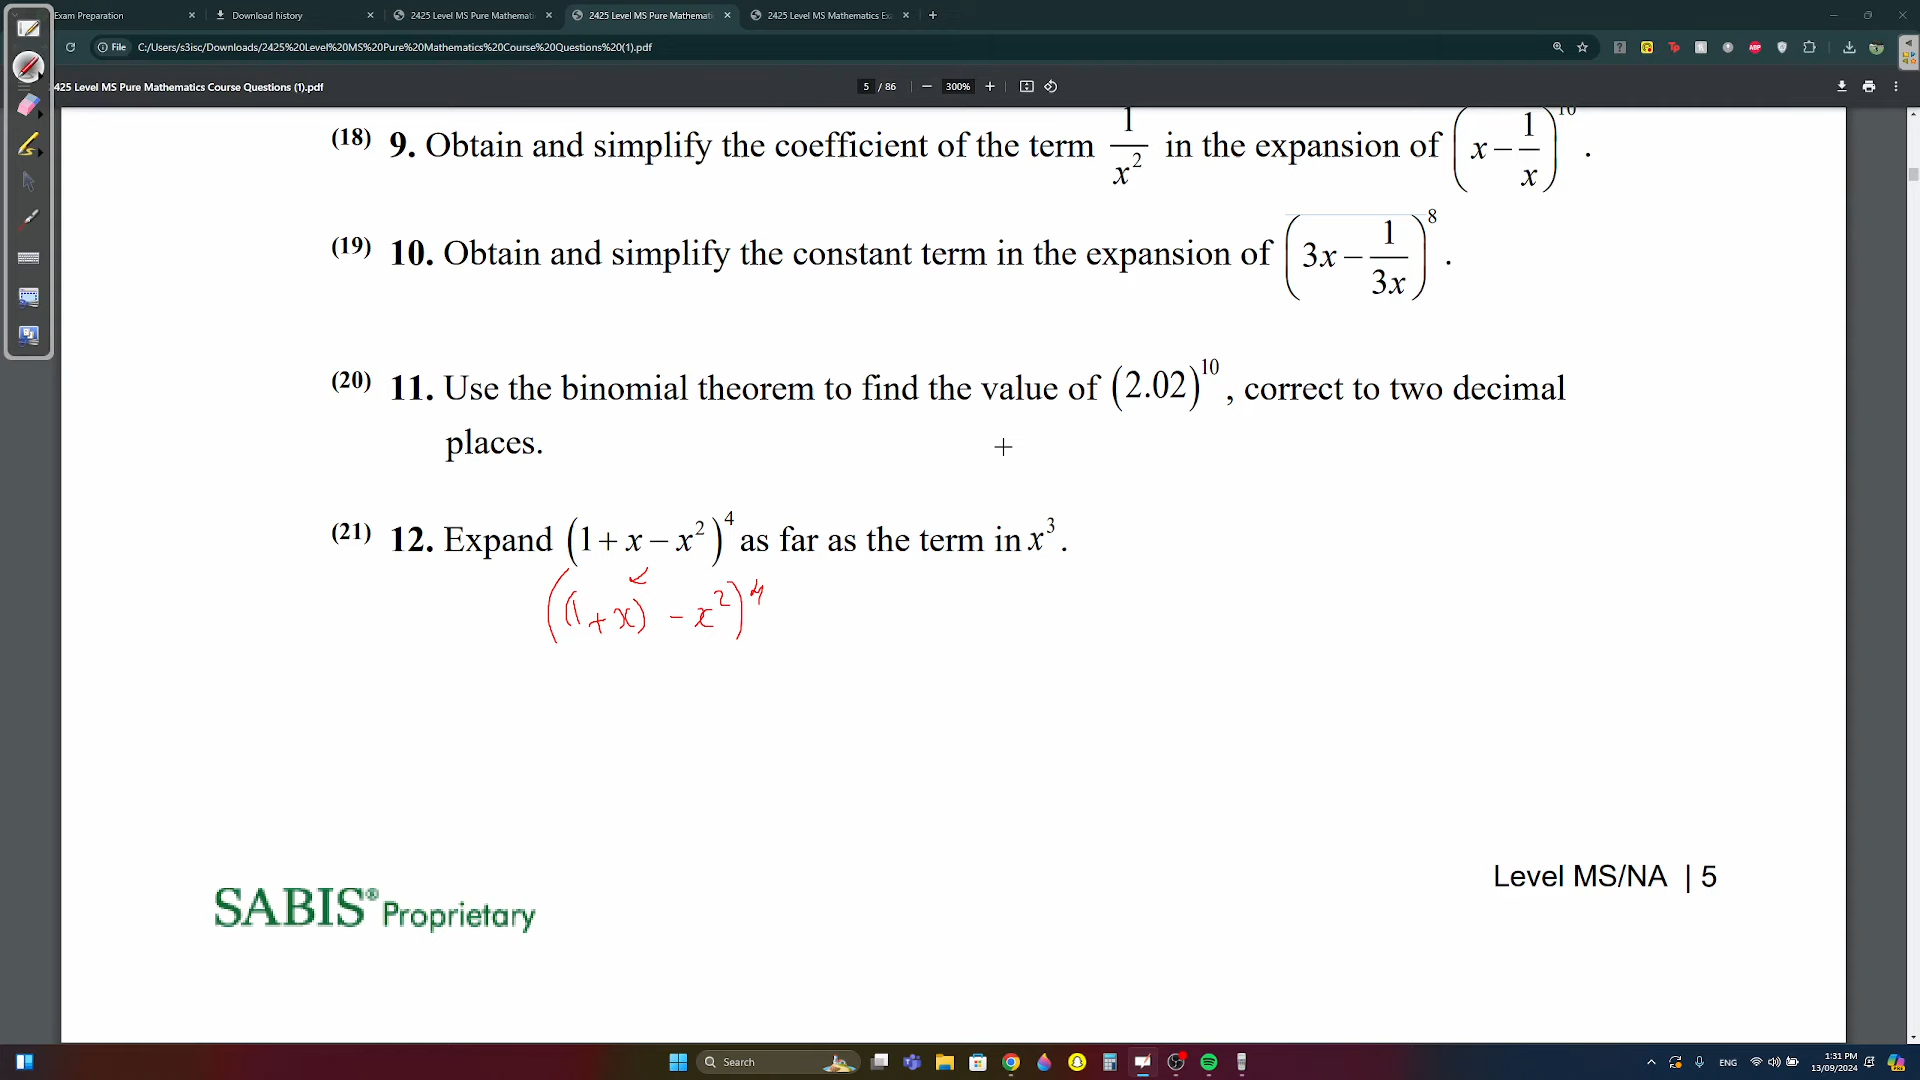 Exam Preparation
Download history
2425 Level MS Pure Mathemati
2425 Level MS Pure Mathemati
2425 Level MS Mathematics Ex
File C:/Users/s3isc/Downloads/2425%20Level%20MS%20Pure%20Mathematics%20Course%20Questions%20(1).pdf
425 Level MS Pure Mathematics Course Questions (1).pdf
5 / 86
300%
(18) 9. Obtain and simplify the coefficient of the term 1/x² in the expansion of (x − 1/x)¹⁰.
(19) 10. Obtain and simplify the constant term in the expansion of (3x − 1/3x)⁸.
(20) 11. Use the binomial theorem to find the value of (2.02)¹⁰, correct to two decimal
places.
(21) 12. Expand (1 + x − x²)⁴ as far as the term in x³.
((1 + x) − x²)⁴
Level MS/NA | 5
SABIS® Proprietary
Search
ENG
1:31 PM
13/09/2024